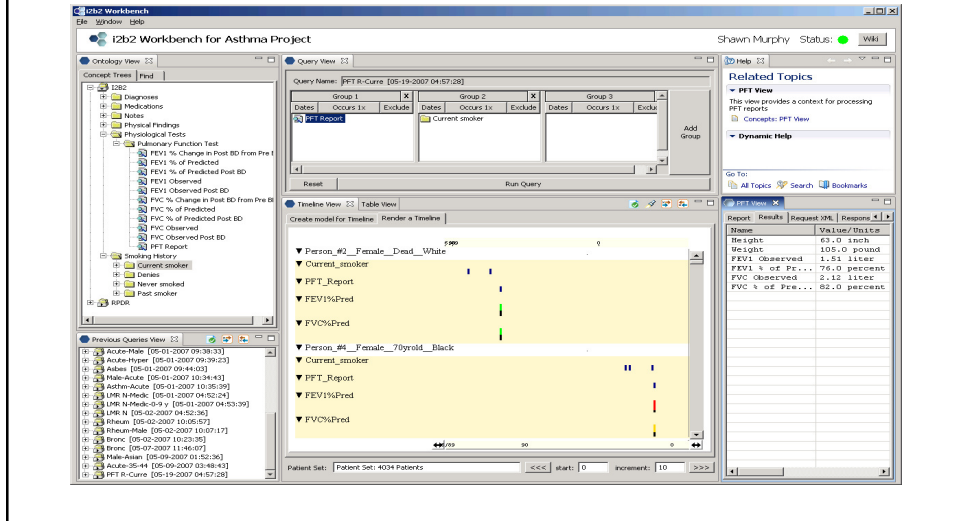 i2b2 Workbench
File Window Help
i2b2 Workbench for Asthma Project
Shawn Murphy Status: Wiki
Ontology View
Concept Trees Find
I2B2
Diagnoses
Medications
Notes
Physical Findings
Physiological Tests
Pulmonary Function Test
FEV1 % Change in Post BD from Pre B
FEV1 % of Predicted
FEV1 % of Predicted Post BD
FEV1 Observed
FEV1 Observed Post BD
FVC % Change in Post BD from Pre BI
FVC % of Predicted
FVC % of Predicted Post BD
FVC Observed
FVC Observed Post BD
PFT Report
Smoking History
Current smoker
Denies
Never smoked
Past smoker
RPDR
Previous Queries View
Acute-Male [05-01-2007 09:38:33]
Acute-Hyper [05-01-2007 09:39:23]
Asbes [05-01-2007 09:44:03]
Male-Acute [05-01-2007 10:34:43]
Asthm-Acute [05-01-2007 10:35:39]
LMR N-Medic [05-01-2007 04:52:24]
LMR N-Medic-0-9 y [05-01-2007 04:53:39]
LMR N [05-02-2007 04:52:36]
Rheum [05-02-2007 10:05:57]
Rheum-Male [05-02-2007 10:07:17]
Bronc [05-02-2007 10:23:35]
Bronc [05-07-2007 11:46:07]
Male-Asian [05-09-2007 01:52:36]
Acute-35-44 [05-09-2007 03:48:43]
PFT R-Curre [05-19-2007 04:57:28]
Query View
Query Name: PFT R-Curre [05-19-2007 04:57:28]
Group 1 X Group 2 X Group 3
Dates Occurs 1x Exclude Dates Occurs 1x Exclude Dates Occurs 1x Exclu
PFT Report Current smoker
Add
Group
Reset Run Query
Timeline View Table View
Create model for Timeline Render a Timeline
Person_#2__Female__Dead__White
Current_smoker
PFT_Report
FEV1%Pred
FVC%Pred
Person_#4__Female__70yrold__Black
Current_smoker
PFT_Report
FEV1%Pred
FVC%Pred
90 0
Patient Set: Patient Set: 4034 Patients <<< start: 0 increment: 10 >>>
Help
Related Topics
PFT View
This view provides a context for processing
PFT reports
Concepts: PFT View
Dynamic Help
Go To:
All Topics Search Bookmarks
PFT View X
Report Results Request XML Respons
Name Value/Units
Height 63.0 inch
Weight 105.0 pound
FEV1 Observed 1.51 liter
FEV1 % of Pr... 76.0 percent
FVC Observed 2.12 liter
FVC % of Pre... 82.0 percent